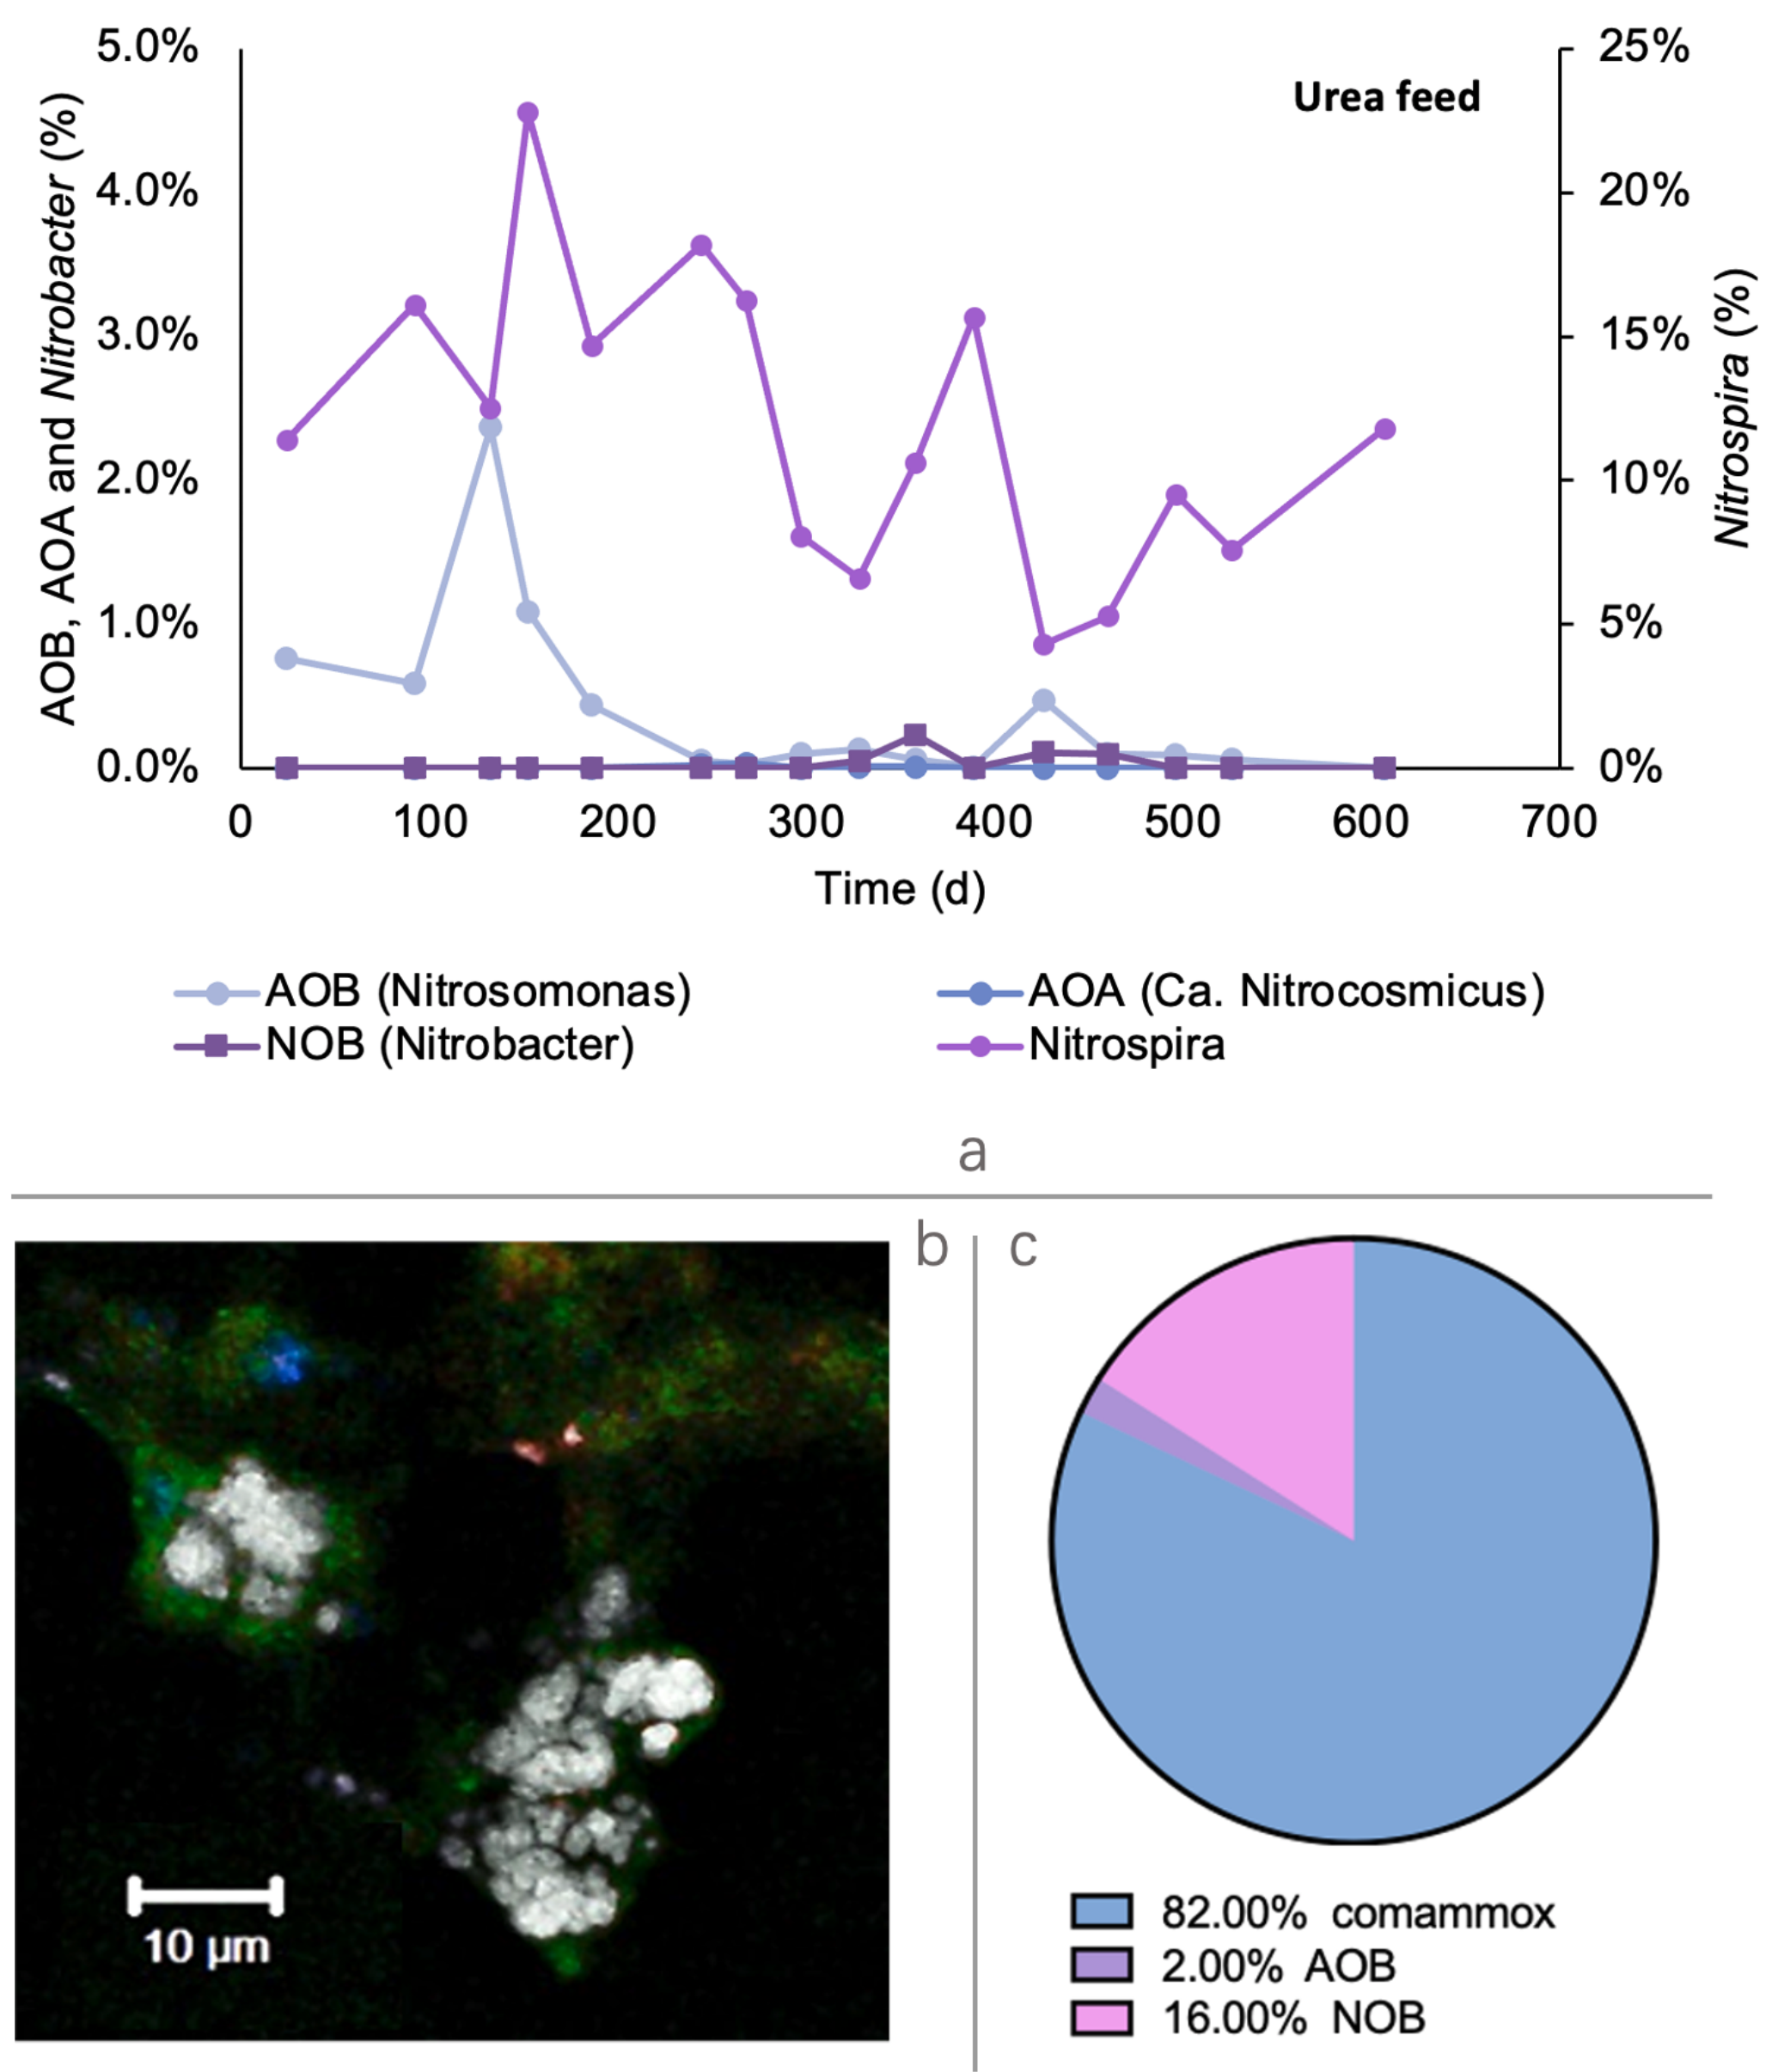 5.0%
4.0%
3.0%
2.0%
1.0%
0.0%
AOB, AOA and Nitrobacter (%)
Urea feed
25%
20%
15%
10%
5%
0%
Nitrospira (%)
0 100 200 300 400 500 600 700
Time (d)
AOB (Nitrosomonas) AOA (Ca. Nitrocosmicus)
NOB (Nitrobacter) Nitrospira
a
b
10 µm
c
82.00% comammox
2.00% AOB
16.00% NOB